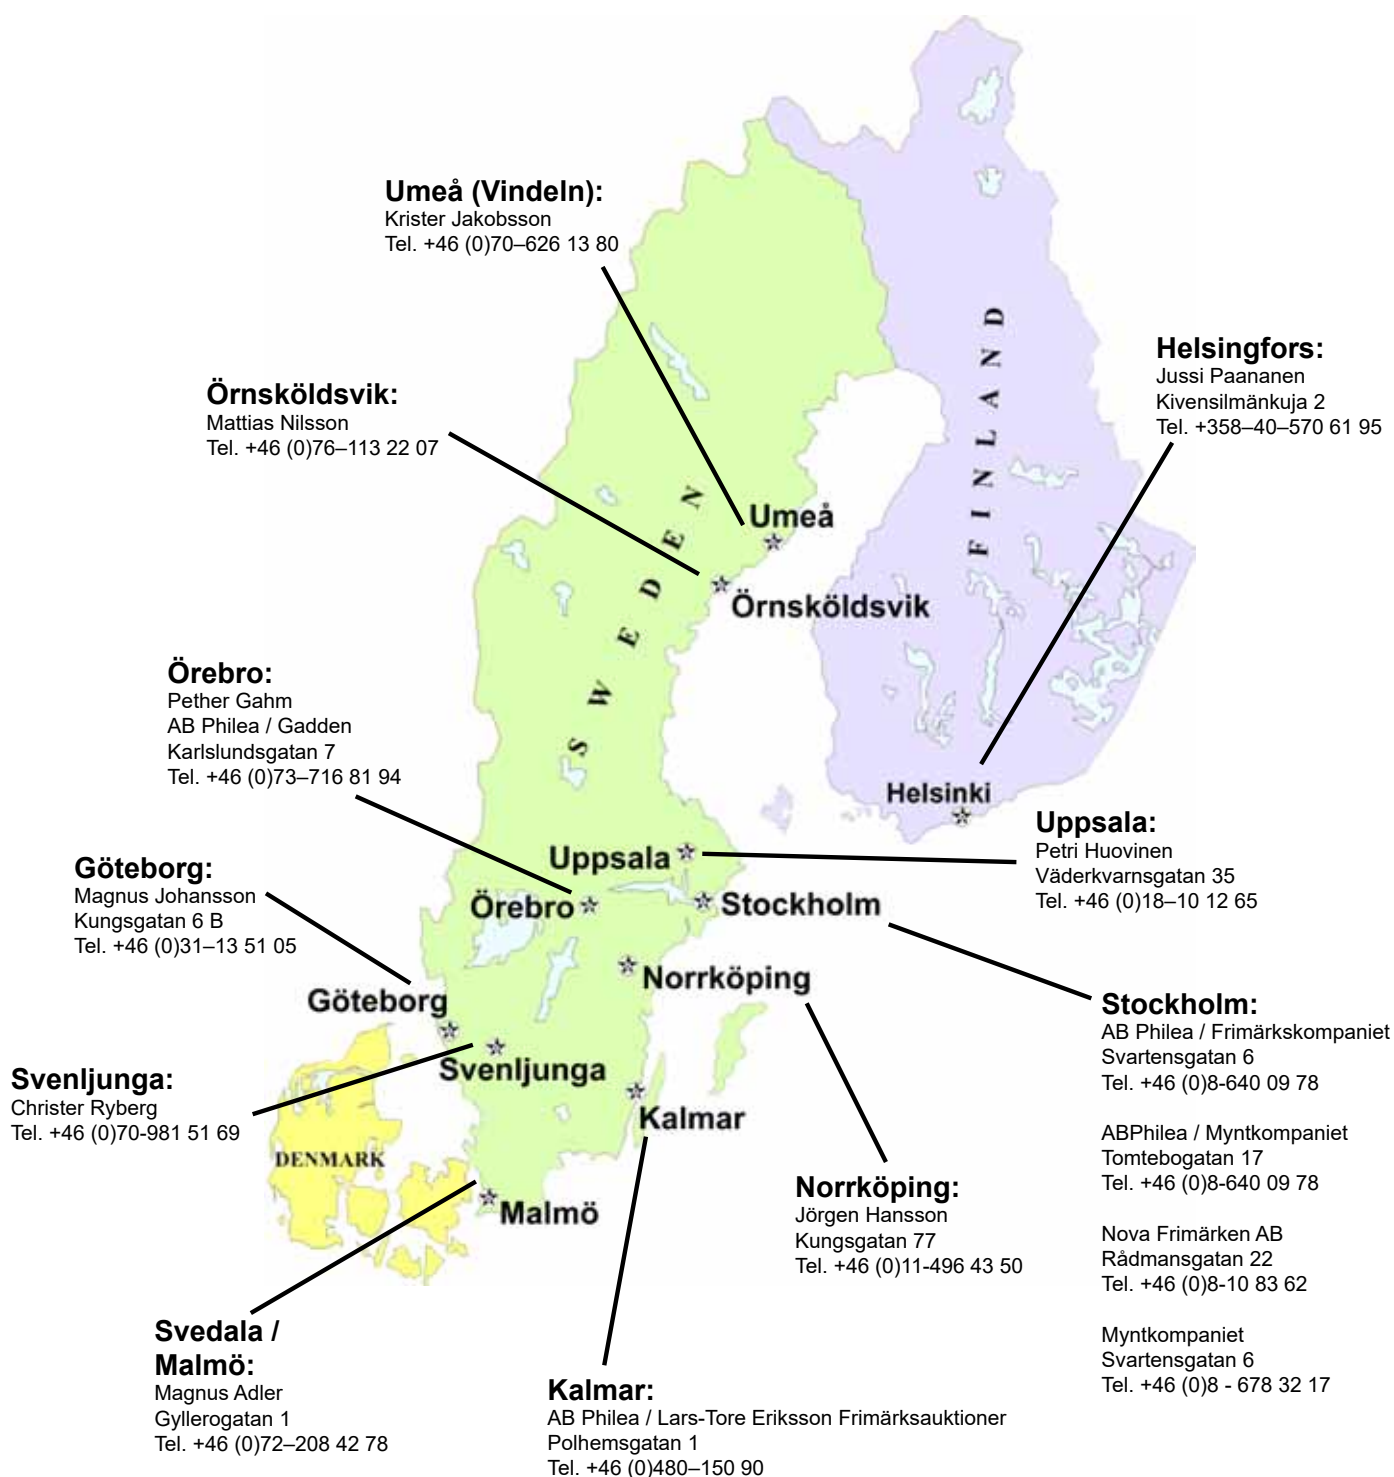 Umeå (Vindeln):
Krister Jakobsson
Tel. +46 (0)70–626 13 80
Helsingfors:
Jussi Paananen
Kivensilmänkuja 2
Tel. +358–40–570 61 95
Örnsköldsvik:
Mattias Nilsson
Tel. +46 (0)76–113 22 07
FINLAND
SWEDEN
Umeå
Örnsköldsvik
Örebro:
Pether Gahm
AB Philea / Gadden
Karlslundsgatan 7
Tel. +46 (0)73–716 81 94
Helsinki
Uppsala:
Petri Huovinen
Väderkvarnsgatan 35
Tel. +46 (0)18–10 12 65
Göteborg:
Magnus Johansson
Kungsgatan 6 B
Tel. +46 (0)31–13 51 05
Uppsala
Örebro
Stockholm
Norrköping
Göteborg
Svenljunga
Kalmar
DENMARK
Malmö
Stockholm:
AB Philea / Frimärkskompaniet
Svartensgatan 6
Tel. +46 (0)8-640 09 78
ABPhilea / Myntkompaniet
Tomtebogatan 17
Tel. +46 (0)8-640 09 78
Nova Frimärken AB
Rådmansgatan 22
Tel. +46 (0)8-10 83 62
Myntkompaniet
Svartensgatan 6
Tel. +46 (0)8 - 678 32 17
Svenljunga:
Christer Ryberg
Tel. +46 (0)70-981 51 69
Norrköping:
Jörgen Hansson
Kungsgatan 77
Tel. +46 (0)11-496 43 50
Svedala /
Malmö:
Magnus Adler
Gyllerogatan 1
Tel. +46 (0)72–208 42 78
Kalmar:
AB Philea / Lars-Tore Eriksson Frimärksauktioner
Polhemsgatan 1
Tel. +46 (0)480–150 90